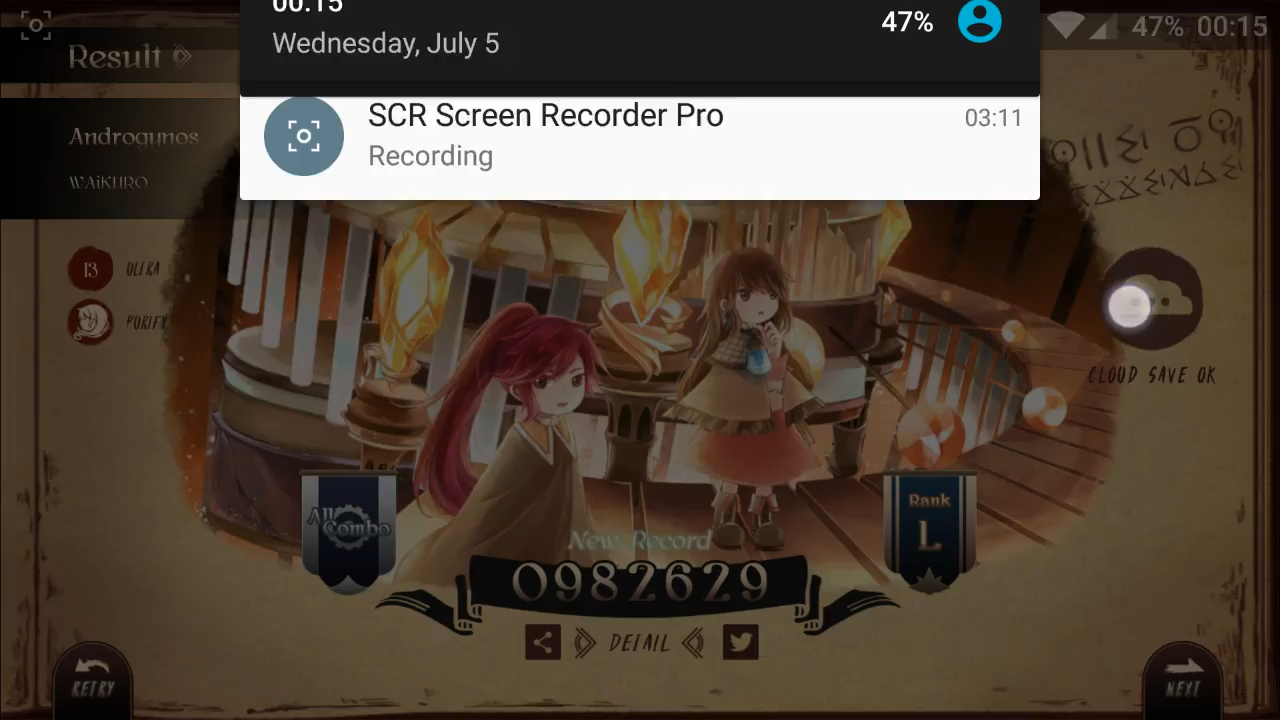 00:15
47%
Wednesday, July 5
47% 00:15
SCR Screen Recorder Pro
03:11
Recording
Result
Androgynos
WAiKURO
13 ULTRA
PURIFY
CLOUD SAVE OK
All Combo
Rank
L
New Record
0982629
DETAIL
RETRY
NEXT